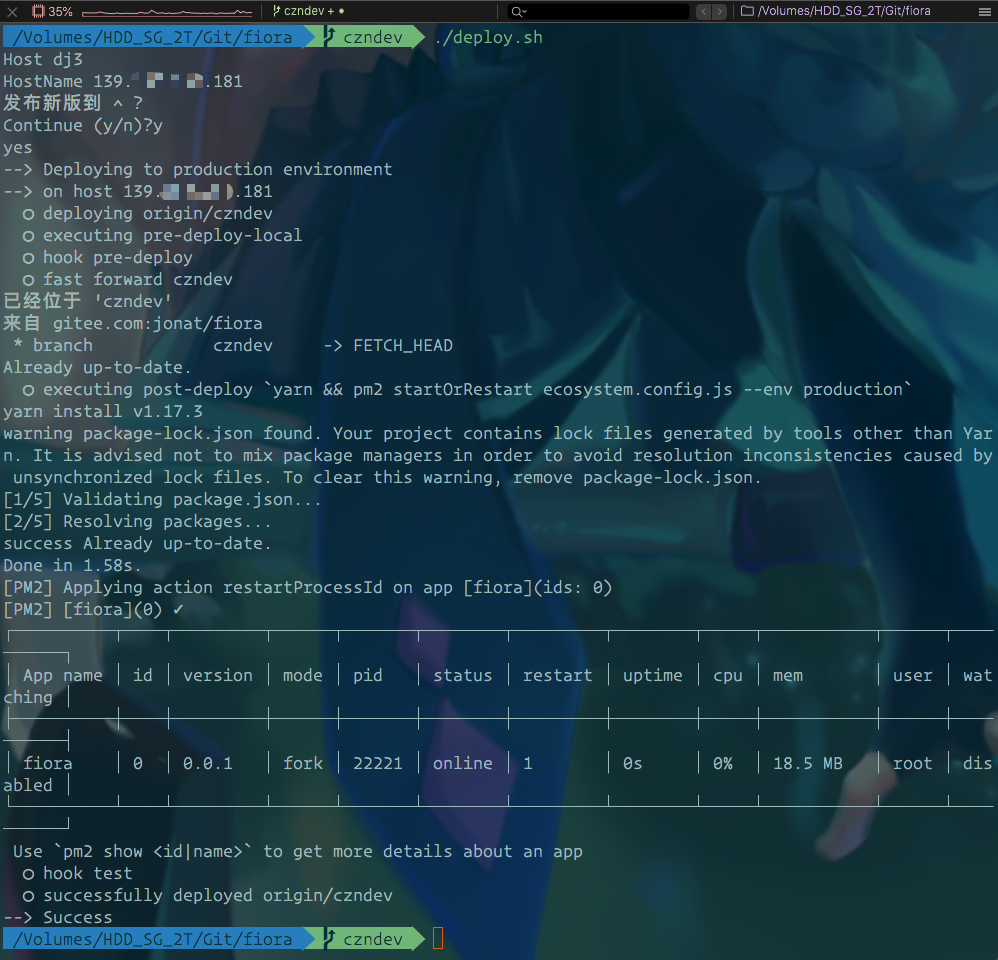 35% czndev + • /Volumes/HDD_SG_2T/Git/fiora
/Volumes/HDD_SG_2T/Git/fiora czndev ./deploy.sh
Host dj3
HostName 139. .181
发布新版到 ^ ?
Continue (y/n)?y
yes
--> Deploying to production environment
--> on host 139. .181
○ deploying origin/czndev
○ executing pre-deploy-local
○ hook pre-deploy
○ fast forward czndev
已经位于 'czndev'
来自 gitee.com:jonat/fiora
* branch czndev -> FETCH_HEAD
Already up-to-date.
○ executing post-deploy `yarn && pm2 startOrRestart ecosystem.config.js --env production`
yarn install v1.17.3
warning package-lock.json found. Your project contains lock files generated by tools other than Yar
n. It is advised not to mix package managers in order to avoid resolution inconsistencies caused by
unsynchronized lock files. To clear this warning, remove package-lock.json.
[1/5] Validating package.json...
[2/5] Resolving packages...
success Already up-to-date.
Done in 1.58s.
[PM2] Applying action restartProcessId on app [fiora](ids: 0)
[PM2] [fiora](0) ✓
│ App name │ id │ version │ mode │ pid │ status │ restart │ uptime │ cpu │ mem │ user │ wat
ching │
│ fiora │ 0 │ 0.0.1 │ fork │ 22221 │ online │ 1 │ 0s │ 0% │ 18.5 MB │ root │ dis
abled │
Use `pm2 show <id|name>` to get more details about an app
○ hook test
○ successfully deployed origin/czndev
--> Success
/Volumes/HDD_SG_2T/Git/fiora czndev